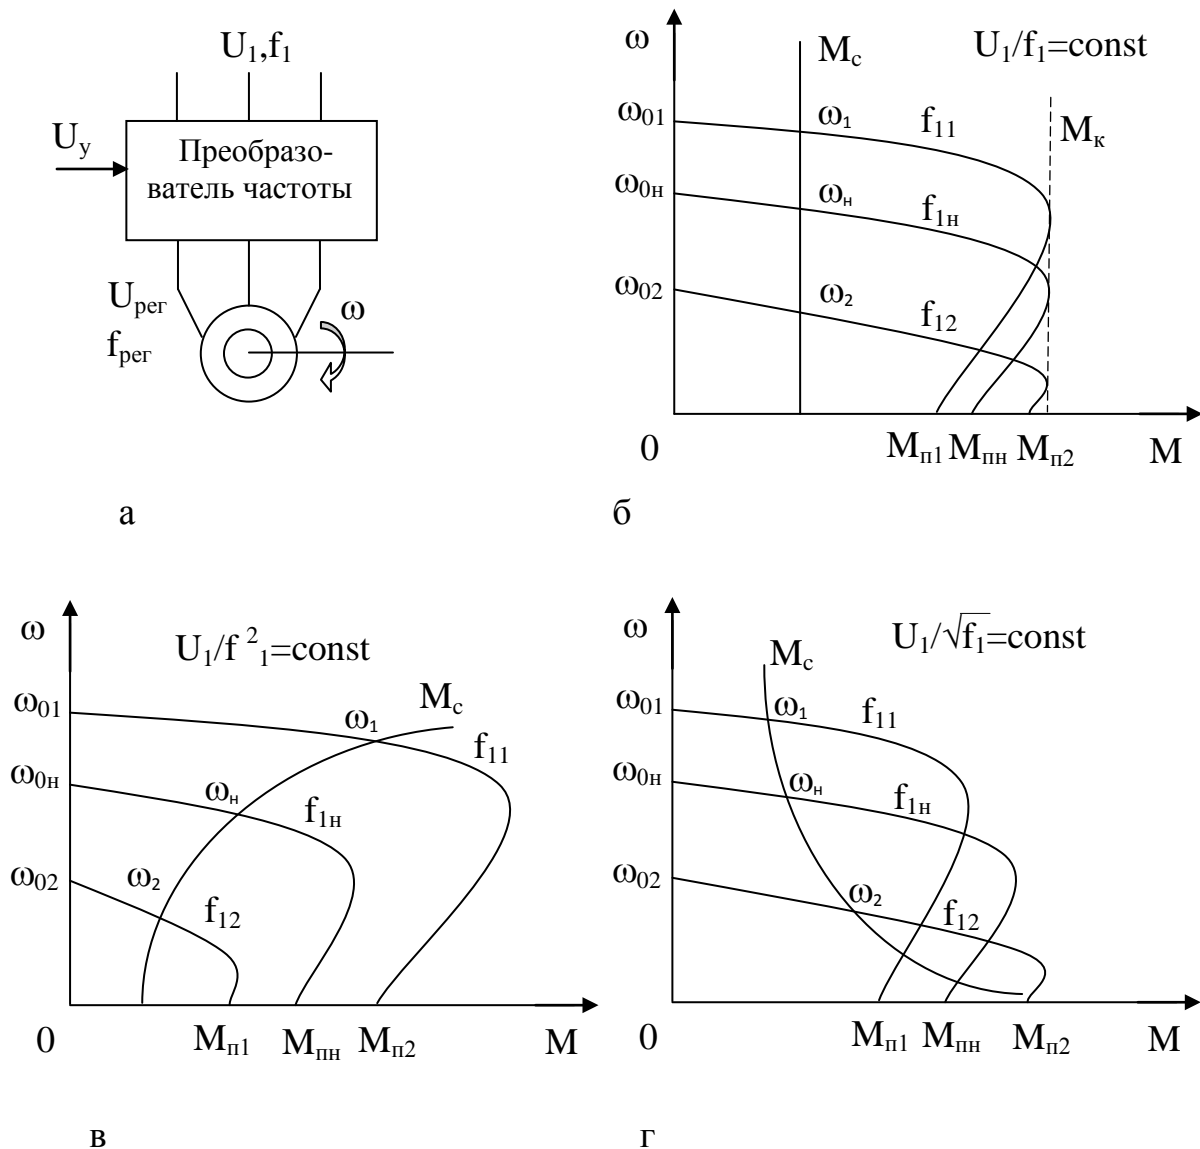 U₁,f₁
Uᵧ
Преобразо-
ватель частоты
U рег
f рег
ω
а
ω
Mс
U₁/f₁=const
ω₀₁
ω₁
f₁₁
Mк
ω₀н
ωн
f₁н
ω₀₂
ω₂
f₁₂
0
Mп1
Mпн
Mп2
M
б
ω
U₁/f²₁=const
ω₀₁
ω₁
Mс
f₁₁
ω₀н
ωн
f₁н
ω₀₂
ω₂
f₁₂
0
Mп1
Mпн
Mп2
M
в
ω
U₁/√f₁=const
Mс
ω₀₁
ω₁
f₁₁
ω₀н
ωн
f₁н
ω₀₂
ω₂
f₁₂
0
Mп1
Mпн
Mп2
M
г